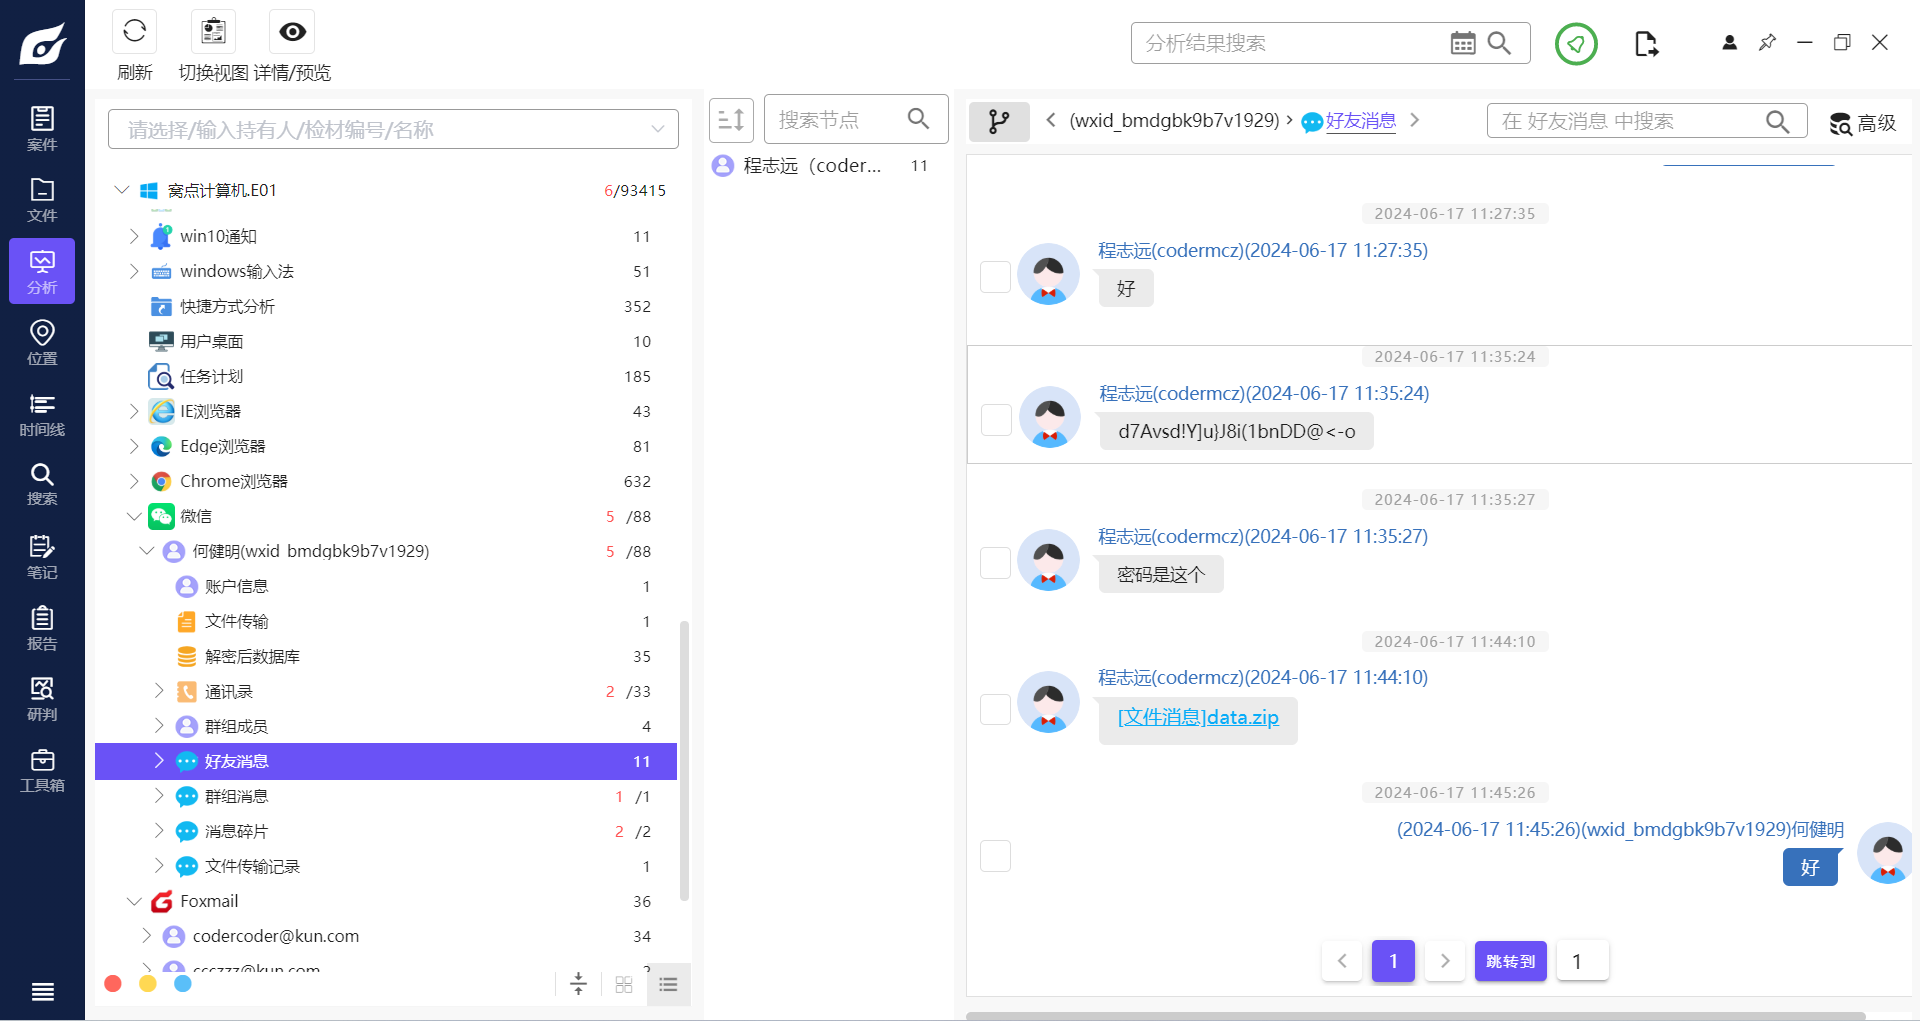 刷新
切换视图
详情/预览
分析结果搜索
案件
文件
分析
位置
时间线
搜索
笔记
报告
研判
工具箱
请选择/输入持有人/检材编号/名称
窝点计算机.E01 6/93415
win10通知 11
windows输入法 51
快捷方式分析 352
用户桌面 10
任务计划 185
IE浏览器 43
Edge浏览器 81
Chrome浏览器 632
微信 5 /88
何健明(wxid_bmdgbk9b7v1929) 5 /88
账户信息 1
文件传输 1
解密后数据库 35
通讯录 2 /33
群组成员 4
好友消息 11
群组消息 1 /1
消息碎片 2 /2
文件传输记录 1
Foxmail 36
codercoder@kun.com 34
搜索节点
程志远（coder... 11
(wxid_bmdgbk9b7v1929) > 好友消息
在 好友消息 中搜索
高级
2024-06-17 11:27:35
程志远(codermcz)(2024-06-17 11:27:35)
好
2024-06-17 11:35:24
程志远(codermcz)(2024-06-17 11:35:24)
d7Avsd!Y]u}J8i(1bnDD@<-o
2024-06-17 11:35:27
程志远(codermcz)(2024-06-17 11:35:27)
密码是这个
2024-06-17 11:44:10
程志远(codermcz)(2024-06-17 11:44:10)
[文件消息]data.zip
2024-06-17 11:45:26
(2024-06-17 11:45:26)(wxid_bmdgbk9b7v1929)何健明
好
1 跳转到 1